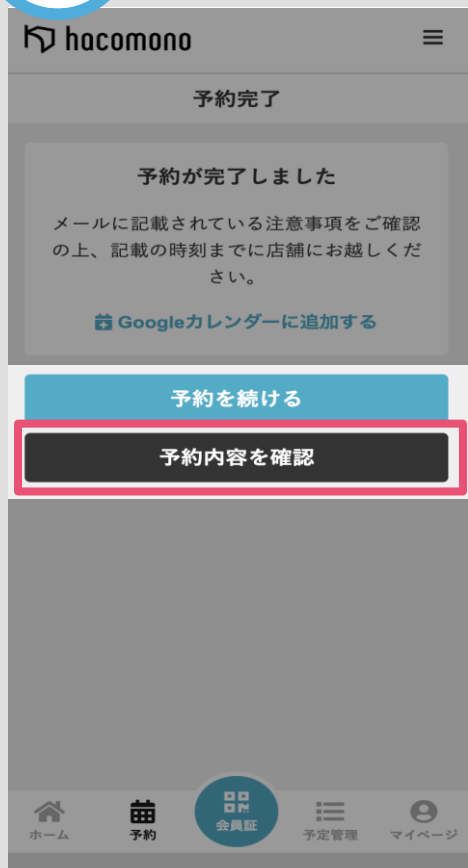 hacomono
予約完了
予約が完了しました
メールに記載されている注意事項をご確認
の上、記載の時刻までに店舗にお越しくだ
さい。
Googleカレンダーに追加する
予約を続ける
予約内容を確認
ホーム
予約
会員証
予定管理
マイページ